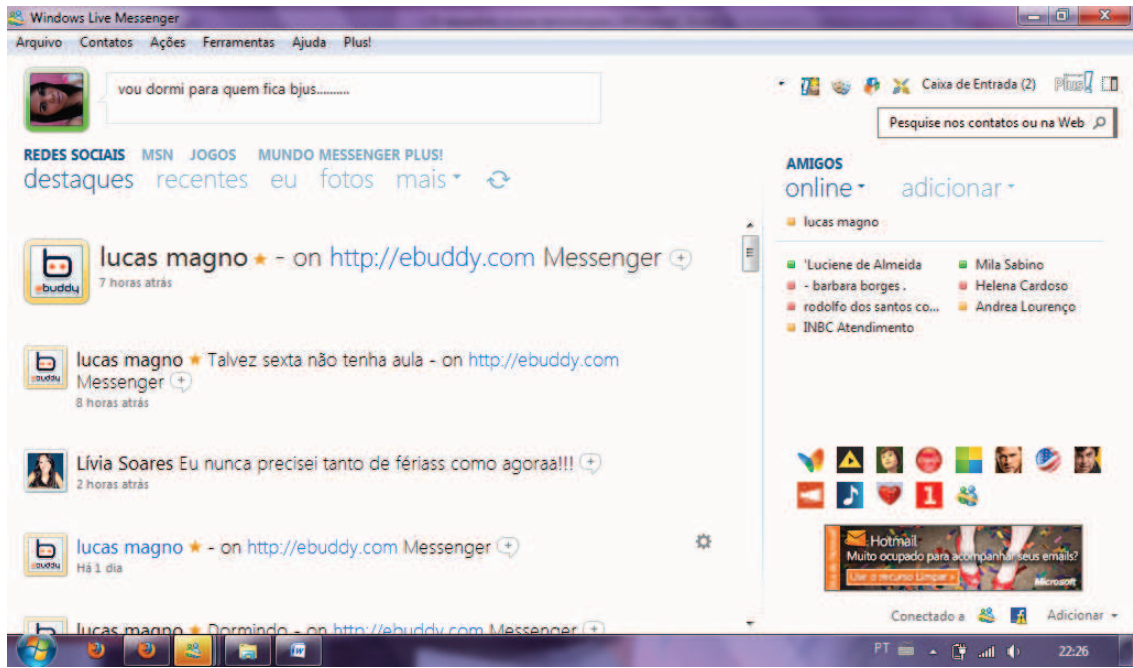 Windows Live Messenger
Arquivo Contatos Ações Ferramentas Ajuda Plus!
vou dormi para quem fica bjus..........
Caixa de Entrada (2) Plus!
Pesquise nos contatos ou na Web
REDES SOCIAIS MSN JOGOS MUNDO MESSENGER PLUS!
destaques recentes eu fotos mais
lucas magno ★ - on http://ebuddy.com Messenger
ebuddy
7 horas atrás
lucas magno ★ Talvez sexta não tenha aula - on http://ebuddy.com
Messenger
ebuddy
8 horas atrás
Lívia Soares Eu nunca precisei tanto de fériass como agoraa!!!
2 horas atrás
lucas magno ★ - on http://ebuddy.com Messenger
ebuddy
Há 1 dia
lucas magno ★ Dormindo - on http://ebuddy.com Messenger
AMIGOS
online adicionar
lucas magno
'Luciene de Almeida
Mila Sabino
- barbara borges .
Helena Cardoso
rodolfo dos santos co...
Andrea Lourenço
INBC Atendimento
1
Hotmail
Muito ocupado para acompanhar seus emails?
Use o recurso Limpar »
Microsoft
Conectado a Adicionar
PT 22:26